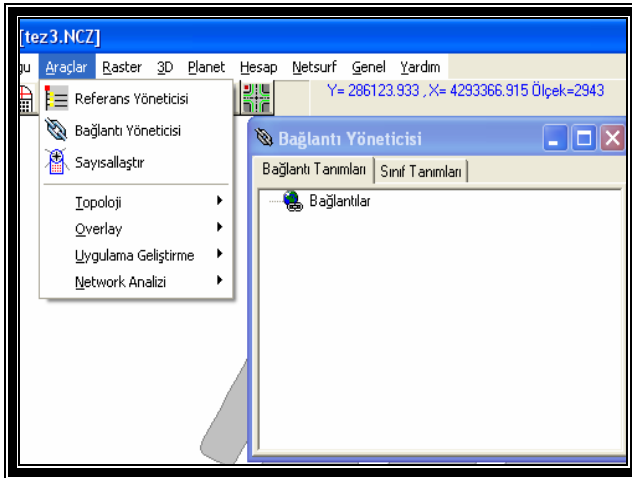 [tez3.NCZ]
gu Araçlar Raster 3D Planet Hesap Netsurf Genel Yardım
Y= 286123.933 , X= 4293366.915 Ölçek=2943
Referans Yöneticisi
Bağlantı Yöneticisi
Sayısallaştır
Topoloji
Overlay
Uygulama Geliştirme
Network Analizi
Bağlantı Yöneticisi
Bağlantı Tanımları Sınıf Tanımları
Bağlantılar